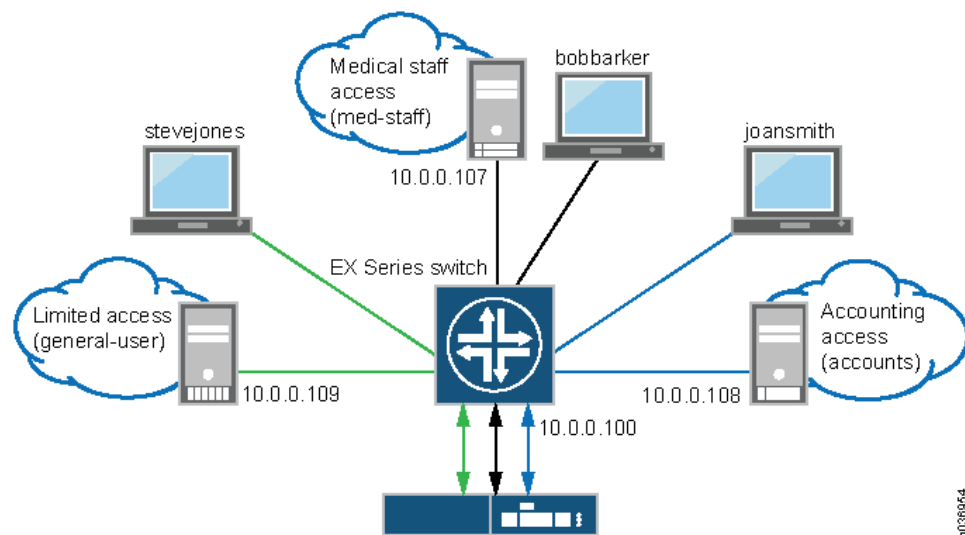 Medical staff
access
(med-staff)
bobbarker
stevejones
joansmith
10.0.0.107
EX Series switch
Limited access
(general-user)
Accounting
access
(accounts)
10.0.0.109
10.0.0.108
10.0.0.100
g036954